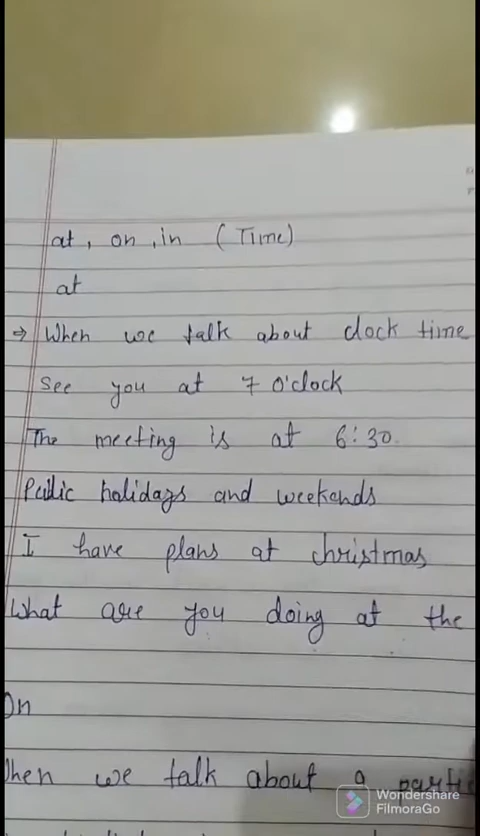 at, on, in (Time)
at
⇒ When we talk about clock time
See you at 7 o'clock
The meeting is at 6:30.
Public holidays and weekends
I have plans at christmas
What are you doing at the
On
When we talk about a
Wondershare
FilmoraGo